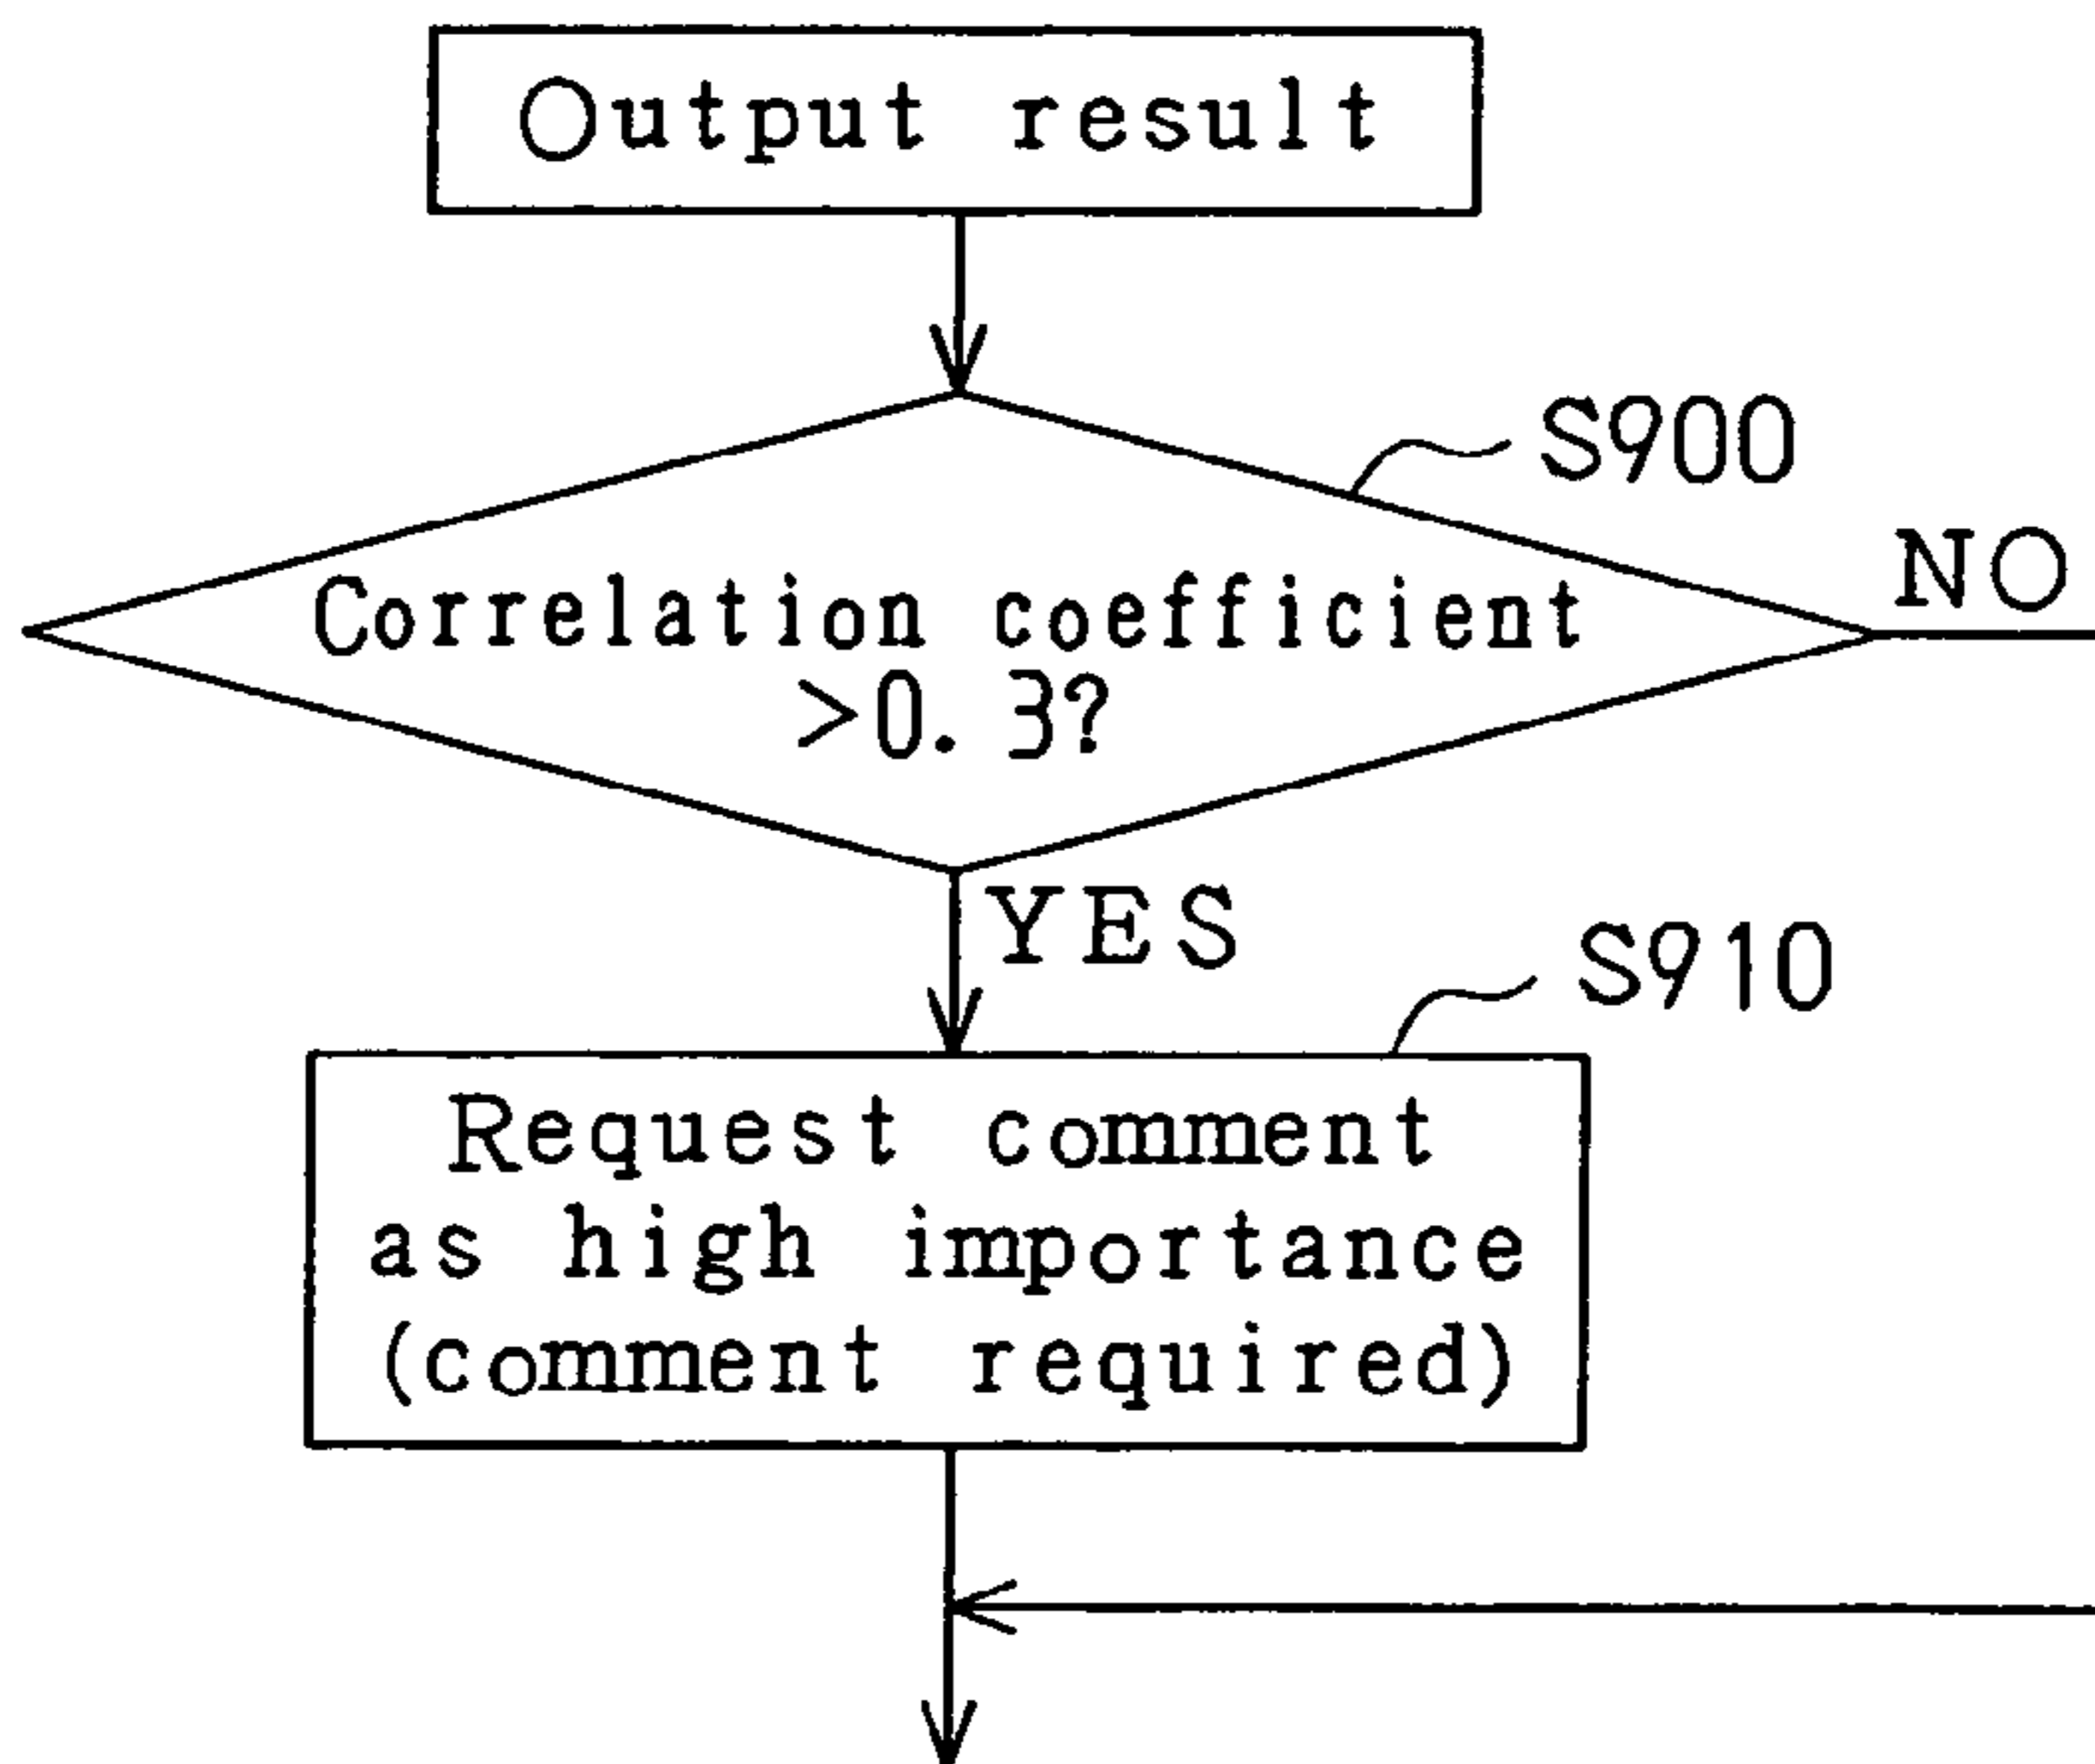 Output result
S900
NO
Correlation coefficient
>0.3?
YES
S910
Request comment
as high importance
(comment required)